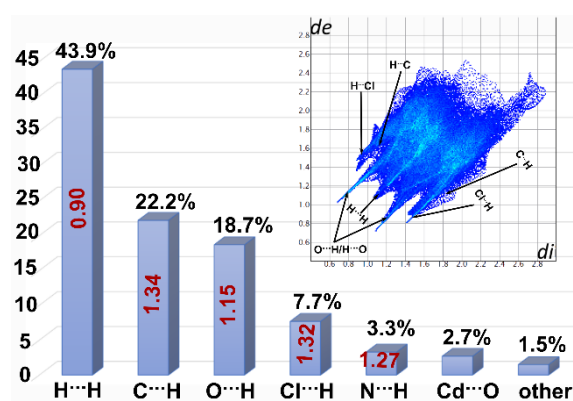 45
40
35
30
25
20
15
10
5
0
43.9%
22.2%
18.7%
7.7%
3.3%
2.7%
1.5%
0.90
1.34
1.15
1.32
1.27
H···H
C···H
O···H
Cl···H
N···H
Cd···O
other
de
2.8
2.6
2.4
2.2
2.0
1.8
1.6
1.4
1.2
1.0
0.8
0.6
H···Cl
H···C
C···H
Cl···H
H···H
O···H/H···O
di
0.6 0.8 1.0 1.2 1.4 1.6 1.8 2.0 2.2 2.4 2.6 2.8